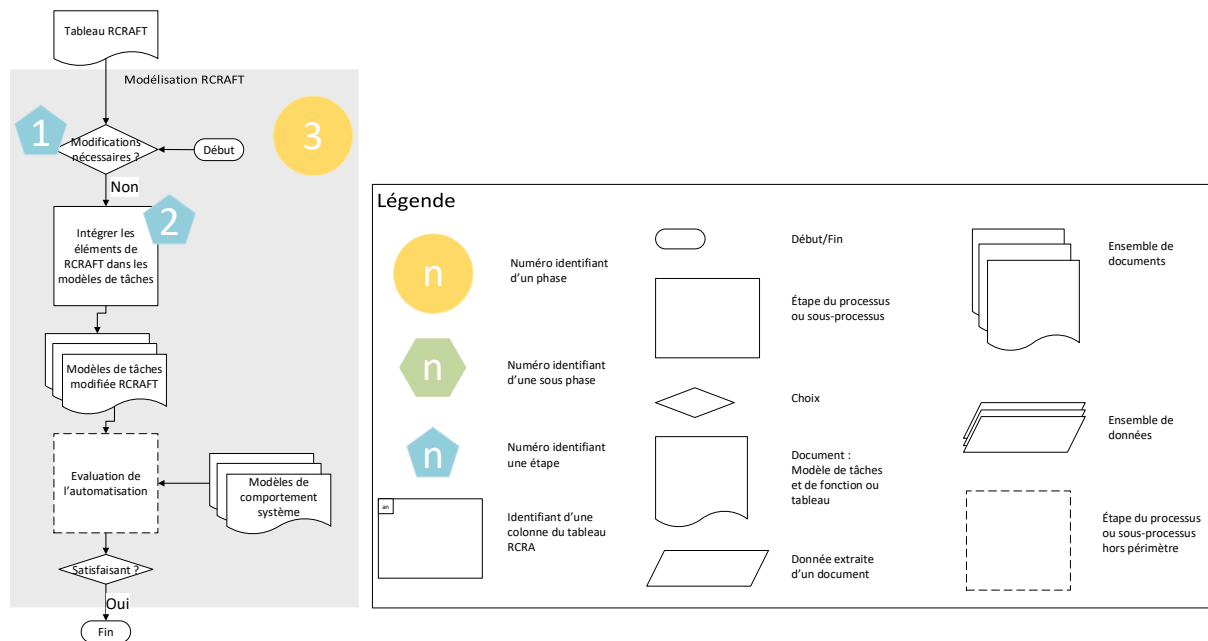 Tableau RCRAFT
Modélisation RCRAFT
1
Modifications
nécessaires ?
Début
3
Non
2
Intégrer les
éléments de
RCRAFT dans les
modèles de tâches
Modèles de tâches
modifiée RCRAFT
Evaluation de
l'automatisation
Modèles de
comportement
système
Satisfaisant ?
Oui
Fin
Légende
n
Numéro identifiant
d'un phase
n
Numéro identifiant
d'une sous phase
n
Numéro identifiant
une étape
an
Identifiant d'une
colonne du tableau
RCRA
Début/Fin
Étape du processus
ou sous-processus
Choix
Document :
Modèle de tâches
et de fonction ou
tableau
Donnée extraite
d'un document
Ensemble de
documents
Ensemble de
données
Étape du processus
ou sous-processus
hors périmètre